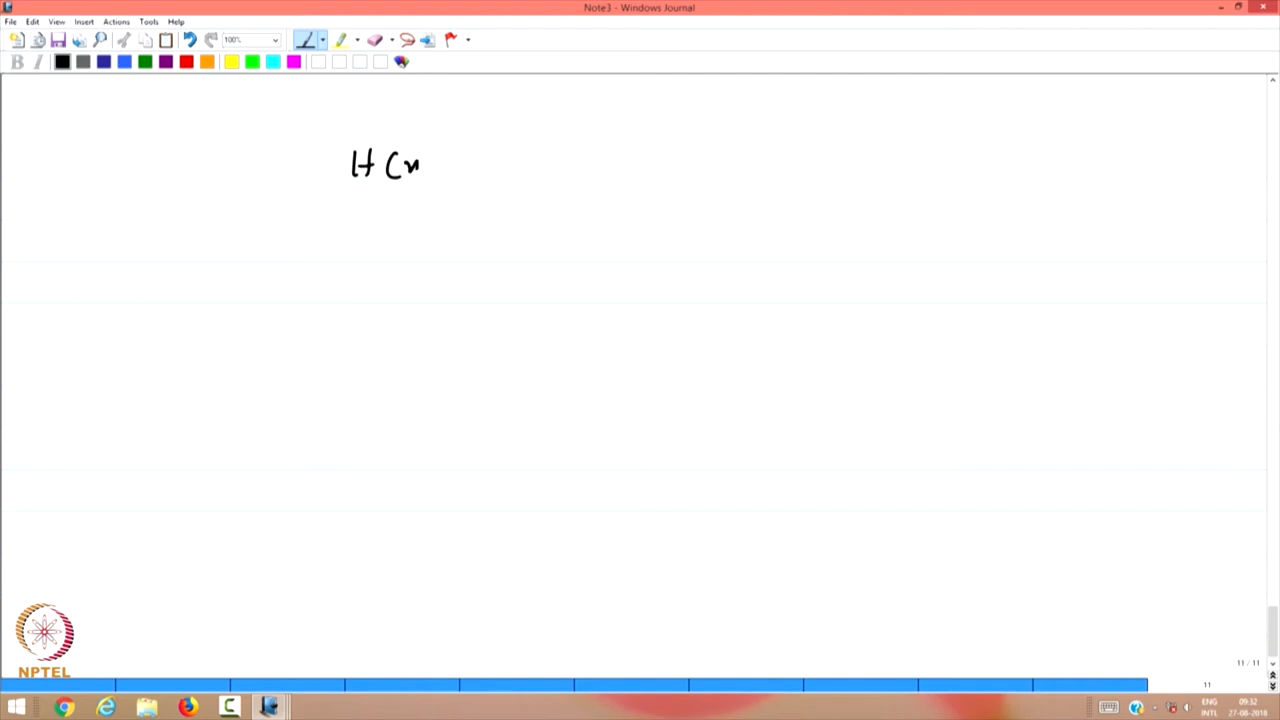 Note3 - Windows Journal
File Edit View Insert Actions Tools Help
100%
B I
H (x
NPTEL
11 / 11
11
ENG 09:32
INTL 27-08-2018